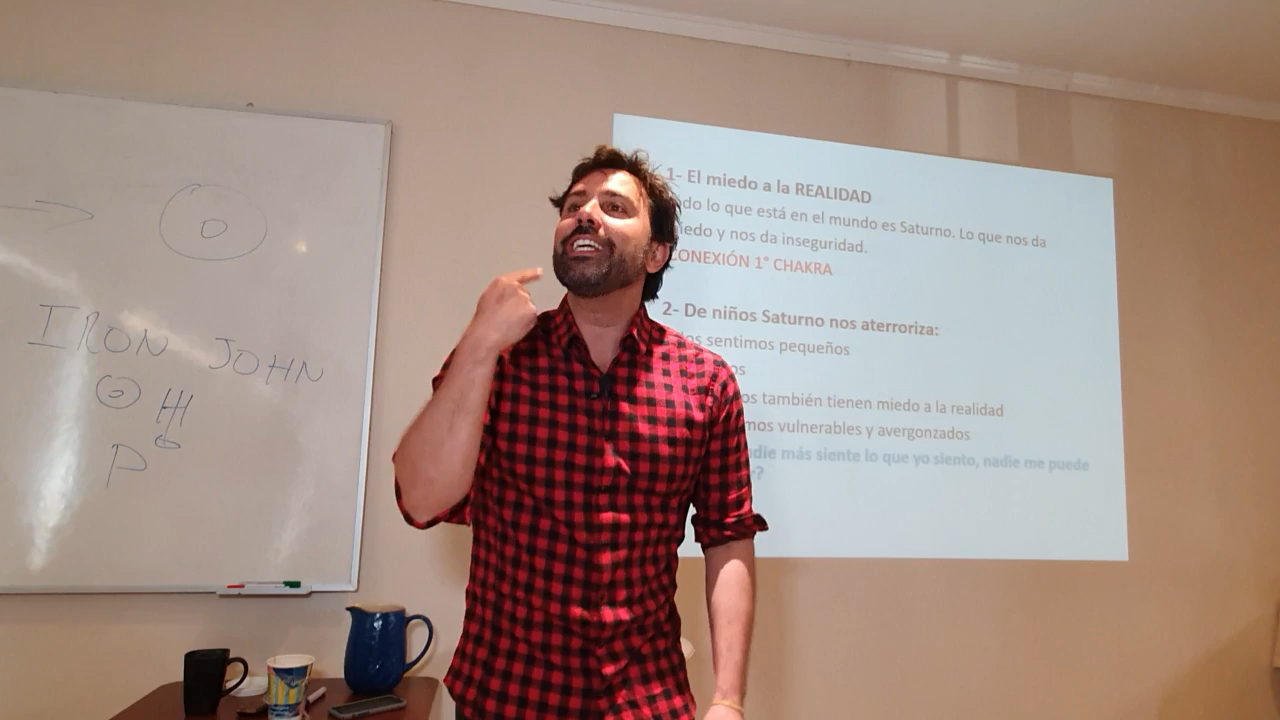 IRON JOHN
P
1- El miedo a la REALIDAD
do lo que está en el mundo es Saturno. Lo que nos da
iedo y nos da inseguridad.
CONEXIÓN 1° CHAKRA
2- De niños Saturno nos aterroriza:
os sentimos pequeños
os
os también tienen miedo a la realidad
mos vulnerables y avergonzados
die más siente lo que yo siento, nadie me puede
?